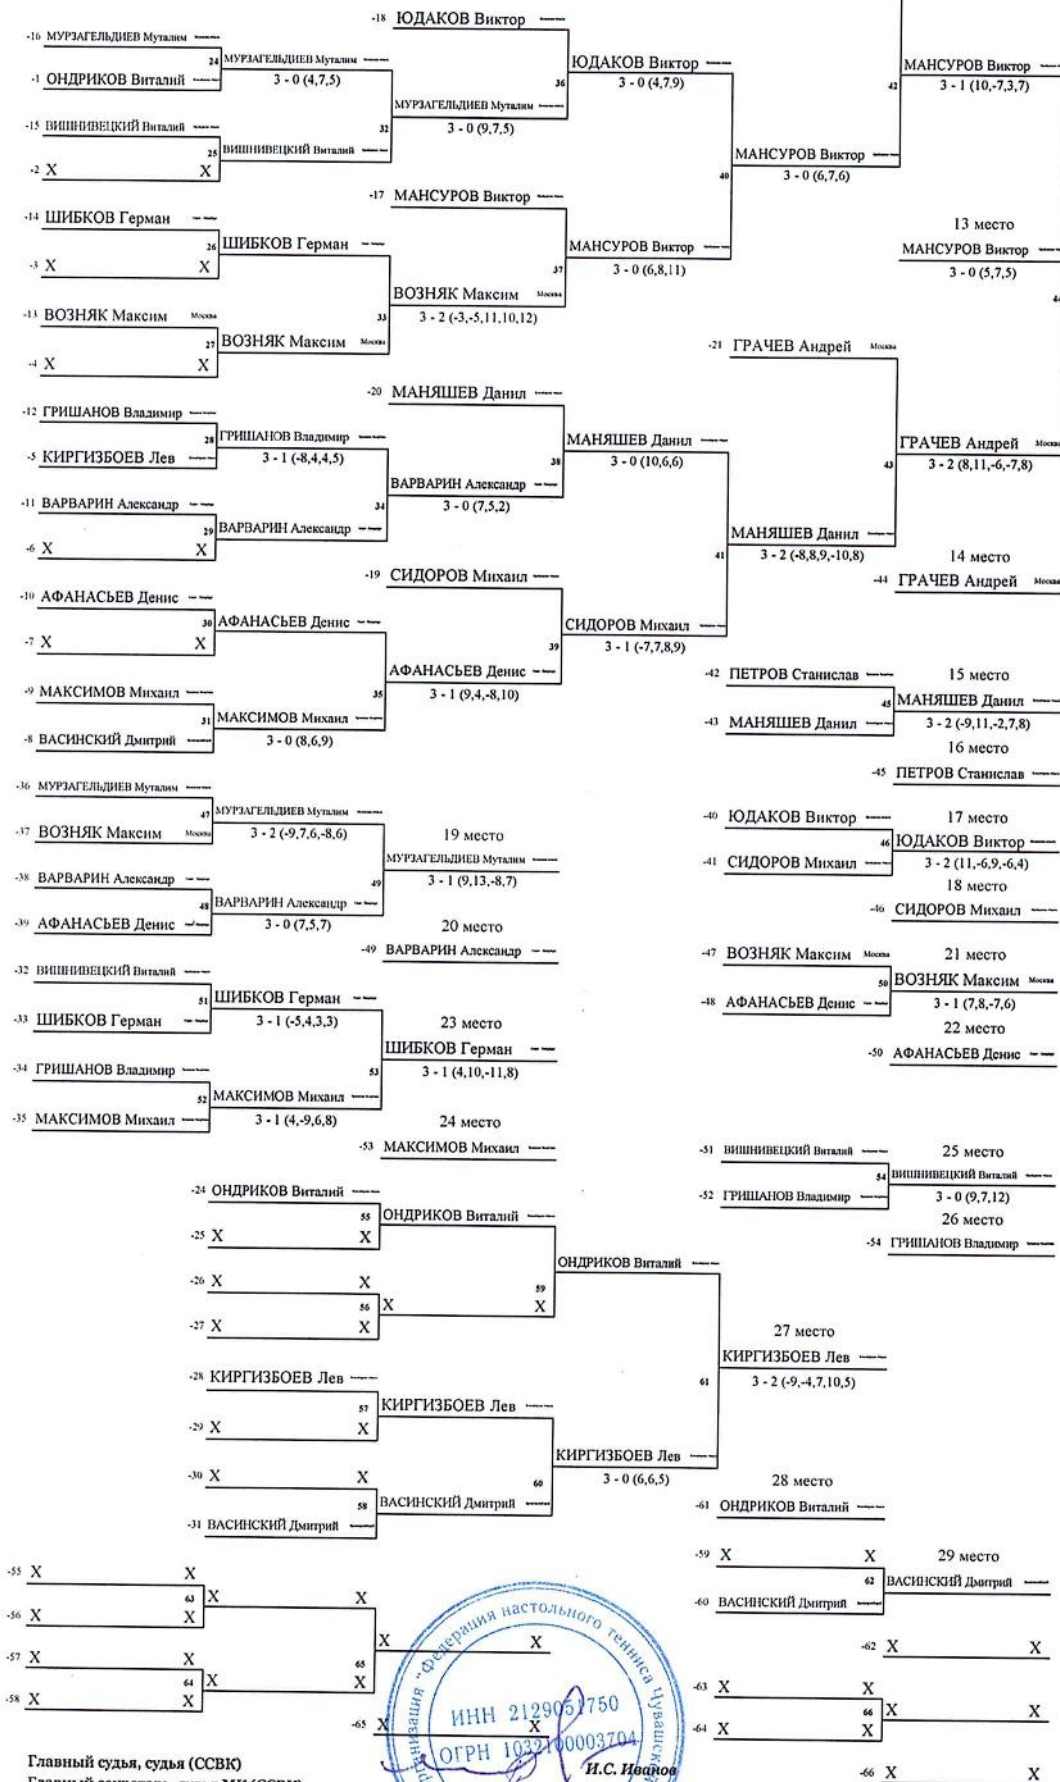 -18 ЮДАКОВ Виктор
-16 МУРЗАГЕЛЬДИЕВ Муталим
24 МУРЗАГЕЛЬДИЕВ Муталим
3 - 0 (4,7,5)
-1 ОНДРИКОВ Виталий
36 ЮДАКОВ Виктор
3 - 0 (4,7,9)
42 МАНСУРОВ Виктор
3 - 1 (10,-7,3,7)
32 МУРЗАГЕЛЬДИЕВ Муталим
3 - 0 (9,7,5)
-15 ВИШНИВЕЦКИЙ Виталий
25 ВИШНИВЕЦКИЙ Виталий
-2 X X
40 МАНСУРОВ Виктор
3 - 0 (6,7,6)
-17 МАНСУРОВ Виктор
-14 ШИБКОВ Герман
26 ШИБКОВ Герман
-3 X X
37 МАНСУРОВ Виктор
3 - 0 (6,8,11)
13 место
МАНСУРОВ Виктор
3 - 0 (5,7,5)
44
33 ВОЗНЯК Максим Москва
3 - 2 (-3,-5,11,10,12)
-13 ВОЗНЯК Максим Москва
27 ВОЗНЯК Максим Москва
-4 X X
-21 ГРАЧЕВ Андрей Москва
-20 МАНЯШЕВ Данил
-12 ГРИШАНОВ Владимир
28 ГРИШАНОВ Владимир
3 - 1 (-8,4,4,5)
-5 КИРГИЗБОЕВ Лев
38 МАНЯШЕВ Данил
3 - 0 (10,6,6)
43 ГРАЧЕВ Андрей Москва
3 - 2 (8,11,-6,-7,8)
34 ВАРВАРИН Александр
3 - 0 (7,5,2)
-11 ВАРВАРИН Александр
29 ВАРВАРИН Александр
-6 X X
41 МАНЯШЕВ Данил
3 - 2 (-8,8,9,-10,8)
14 место
-44 ГРАЧЕВ Андрей Москва
-19 СИДОРОВ Михаил
-10 АФАНАСЬЕВ Денис
30 АФАНАСЬЕВ Денис
-7 X X
39 СИДОРОВ Михаил
3 - 1 (-7,7,8,9)
35 АФАНАСЬЕВ Денис
3 - 1 (9,4,-8,10)
-9 МАКСИМОВ Михаил
31 МАКСИМОВ Михаил
3 - 0 (8,6,9)
-8 ВАСИНСКИЙ Дмитрий
-42 ПЕТРОВ Станислав
15 место
45 МАНЯШЕВ Данил
3 - 2 (-9,11,-2,7,8)
-43 МАНЯШЕВ Данил
16 место
-45 ПЕТРОВ Станислав
-36 МУРЗАГЕЛЬДИЕВ Муталим
47 МУРЗАГЕЛЬДИЕВ Муталим
3 - 2 (-9,7,6,-8,6)
-37 ВОЗНЯК Максим Москва
19 место
49 МУРЗАГЕЛЬДИЕВ Муталим
3 - 1 (9,13,-8,7)
-38 ВАРВАРИН Александр
48 ВАРВАРИН Александр
3 - 0 (7,5,7)
-39 АФАНАСЬЕВ Денис
20 место
-49 ВАРВАРИН Александр
-40 ЮДАКОВ Виктор
17 место
46 ЮДАКОВ Виктор
3 - 2 (11,-6,9,-6,4)
-41 СИДОРОВ Михаил
18 место
-46 СИДОРОВ Михаил
-32 ВИШНИВЕЦКИЙ Виталий
51 ШИБКОВ Герман
3 - 1 (-5,4,3,3)
-33 ШИБКОВ Герман
23 место
53 ШИБКОВ Герман
3 - 1 (4,10,-11,8)
-34 ГРИШАНОВ Владимир
52 МАКСИМОВ Михаил
3 - 1 (4,-9,6,8)
-35 МАКСИМОВ Михаил
24 место
-53 МАКСИМОВ Михаил
-47 ВОЗНЯК Максим Москва
21 место
50 ВОЗНЯК Максим Москва
3 - 1 (7,8,-7,6)
-48 АФАНАСЬЕВ Денис
22 место
-50 АФАНАСЬЕВ Денис
-51 ВИШНИВЕЦКИЙ Виталий
25 место
54 ВИШНИВЕЦКИЙ Виталий
3 - 0 (9,7,12)
-52 ГРИШАНОВ Владимир
26 место
-54 ГРИШАНОВ Владимир
-24 ОНДРИКОВ Виталий
55 ОНДРИКОВ Виталий
-25 X X
59 ОНДРИКОВ Виталий
-26 X X
56 X X
-27 X X
27 место
61 КИРГИЗБОЕВ Лев
3 - 2 (-9,-4,7,10,5)
-28 КИРГИЗБОЕВ Лев
57 КИРГИЗБОЕВ Лев
-29 X X
60 КИРГИЗБОЕВ Лев
3 - 0 (6,6,5)
-30 X X
58 ВАСИНСКИЙ Дмитрий
-31 ВАСИНСКИЙ Дмитрий
28 место
-61 ОНДРИКОВ Виталий
-59 X X
29 место
62 ВАСИНСКИЙ Дмитрий
-60 ВАСИНСКИЙ Дмитрий
-62 X X
-55 X X
63 X X
-56 X X
65 X X
-57 X X
64 X X
-58 X X
-65 X X
-63 X X
66 X X
-64 X X
-66 X X
"Федерация настольного тенниса
ИНН 2129051750
ОГРН 1032100003704
Главный судья, судья (ССВК)
И.С. Иванов